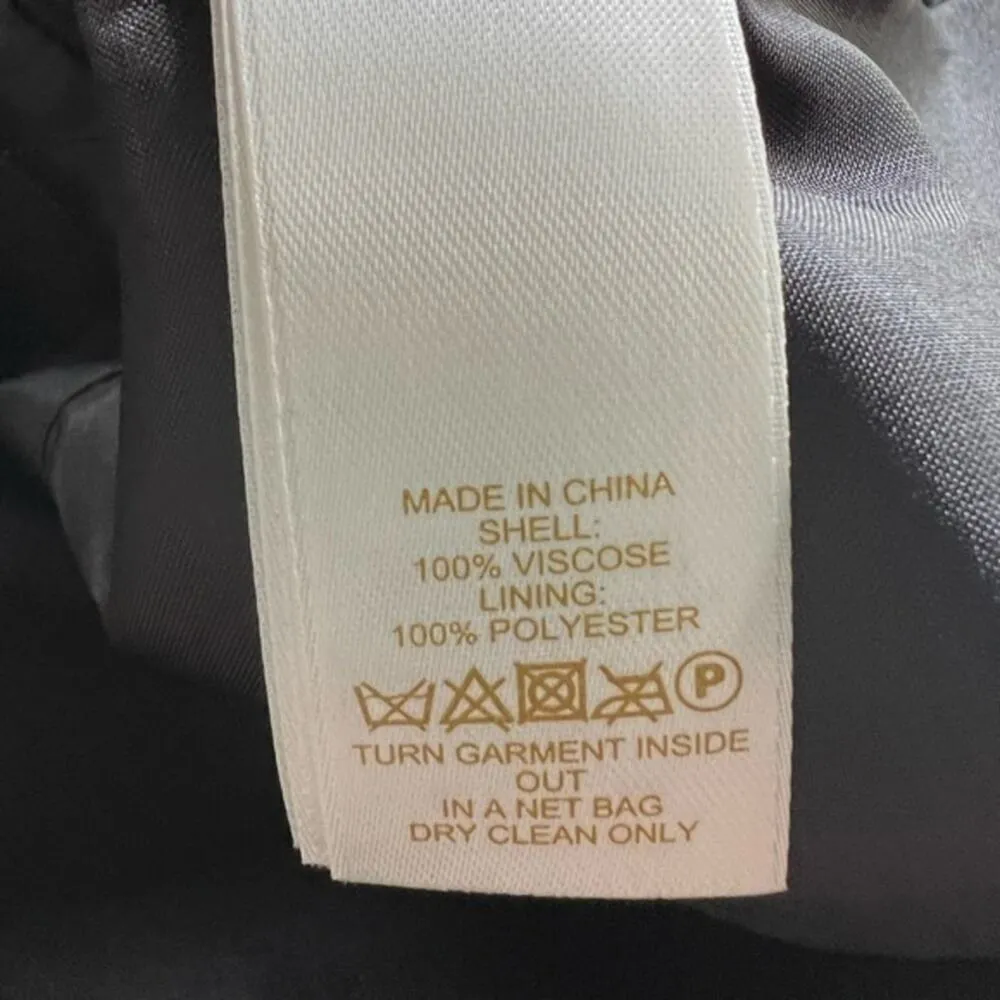 MADE IN CHINA
SHELL:
100% VISCOSE
LINING:
100% POLYESTER
P
TURN GARMENT INSIDE
OUT
IN A NET BAG
DRY CLEAN ONLY